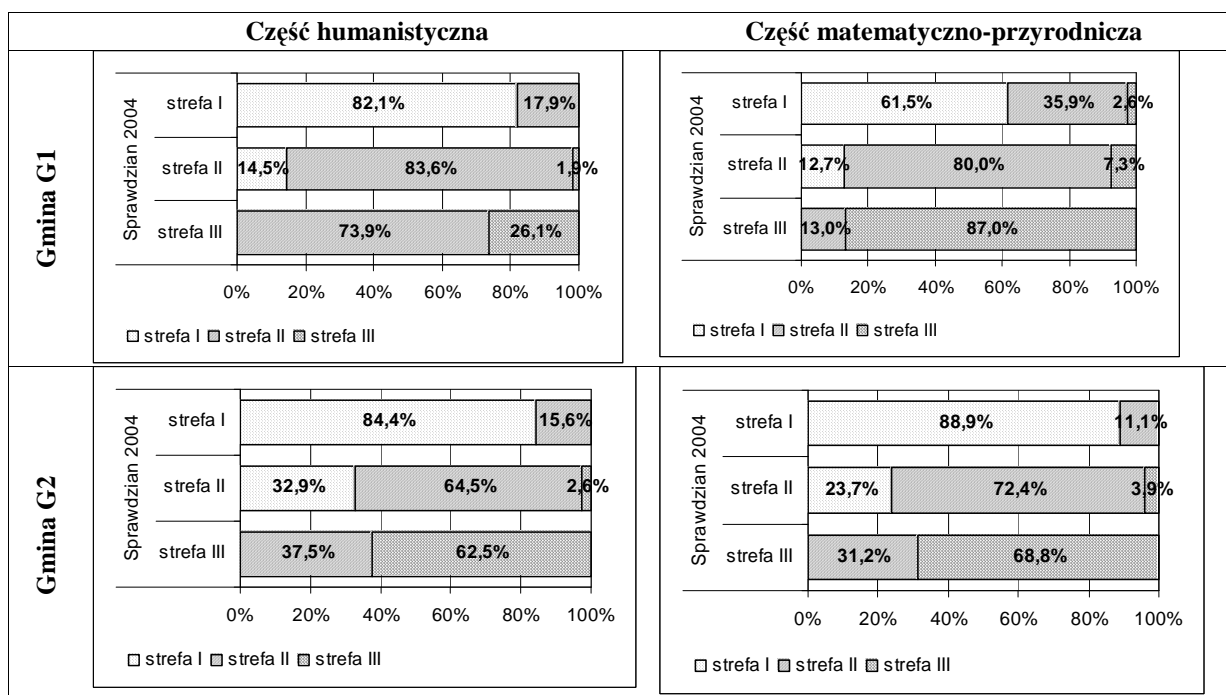 Część humanistyczna
Część matematyczno-przyrodnicza
Gmina G1
Sprawdzian 2004
strefa I
82,1%
17,9%
strefa II
14,5%
83,6%
1,9%
strefa III
73,9%
26,1%
0% 20% 40% 60% 80% 100%
strefa I strefa II strefa III
Sprawdzian 2004
strefa I
61,5%
35,9%
2,6%
strefa II
12,7%
80,0%
7,3%
strefa III
13,0%
87,0%
0% 20% 40% 60% 80% 100%
strefa I strefa II strefa III
Gmina G2
Sprawdzian 2004
strefa I
84,4%
15,6%
strefa II
32,9%
64,5%
2,6%
strefa III
37,5%
62,5%
0% 20% 40% 60% 80% 100%
strefa I strefa II strefa III
Sprawdzian 2004
strefa I
88,9%
11,1%
strefa II
23,7%
72,4%
3,9%
strefa III
31,2%
68,8%
0% 20% 40% 60% 80% 100%
strefa I strefa II strefa III